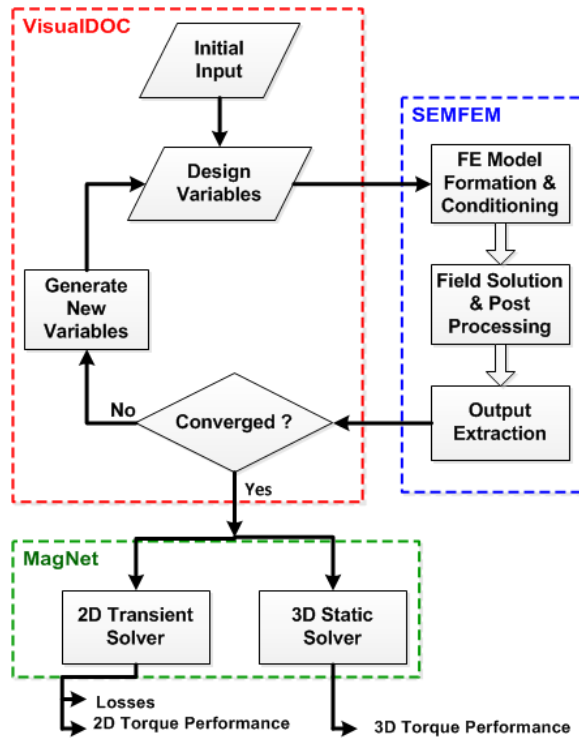 VisualDOC
Initial
Input
Design
Variables
SEMFEM
FE Model
Formation &
Conditioning
Generate
New
Variables
Field Solution
& Post
Processing
No
Converged ?
Output
Extraction
Yes
MagNet
2D Transient
Solver
3D Static
Solver
Losses
2D Torque Performance
3D Torque Performance